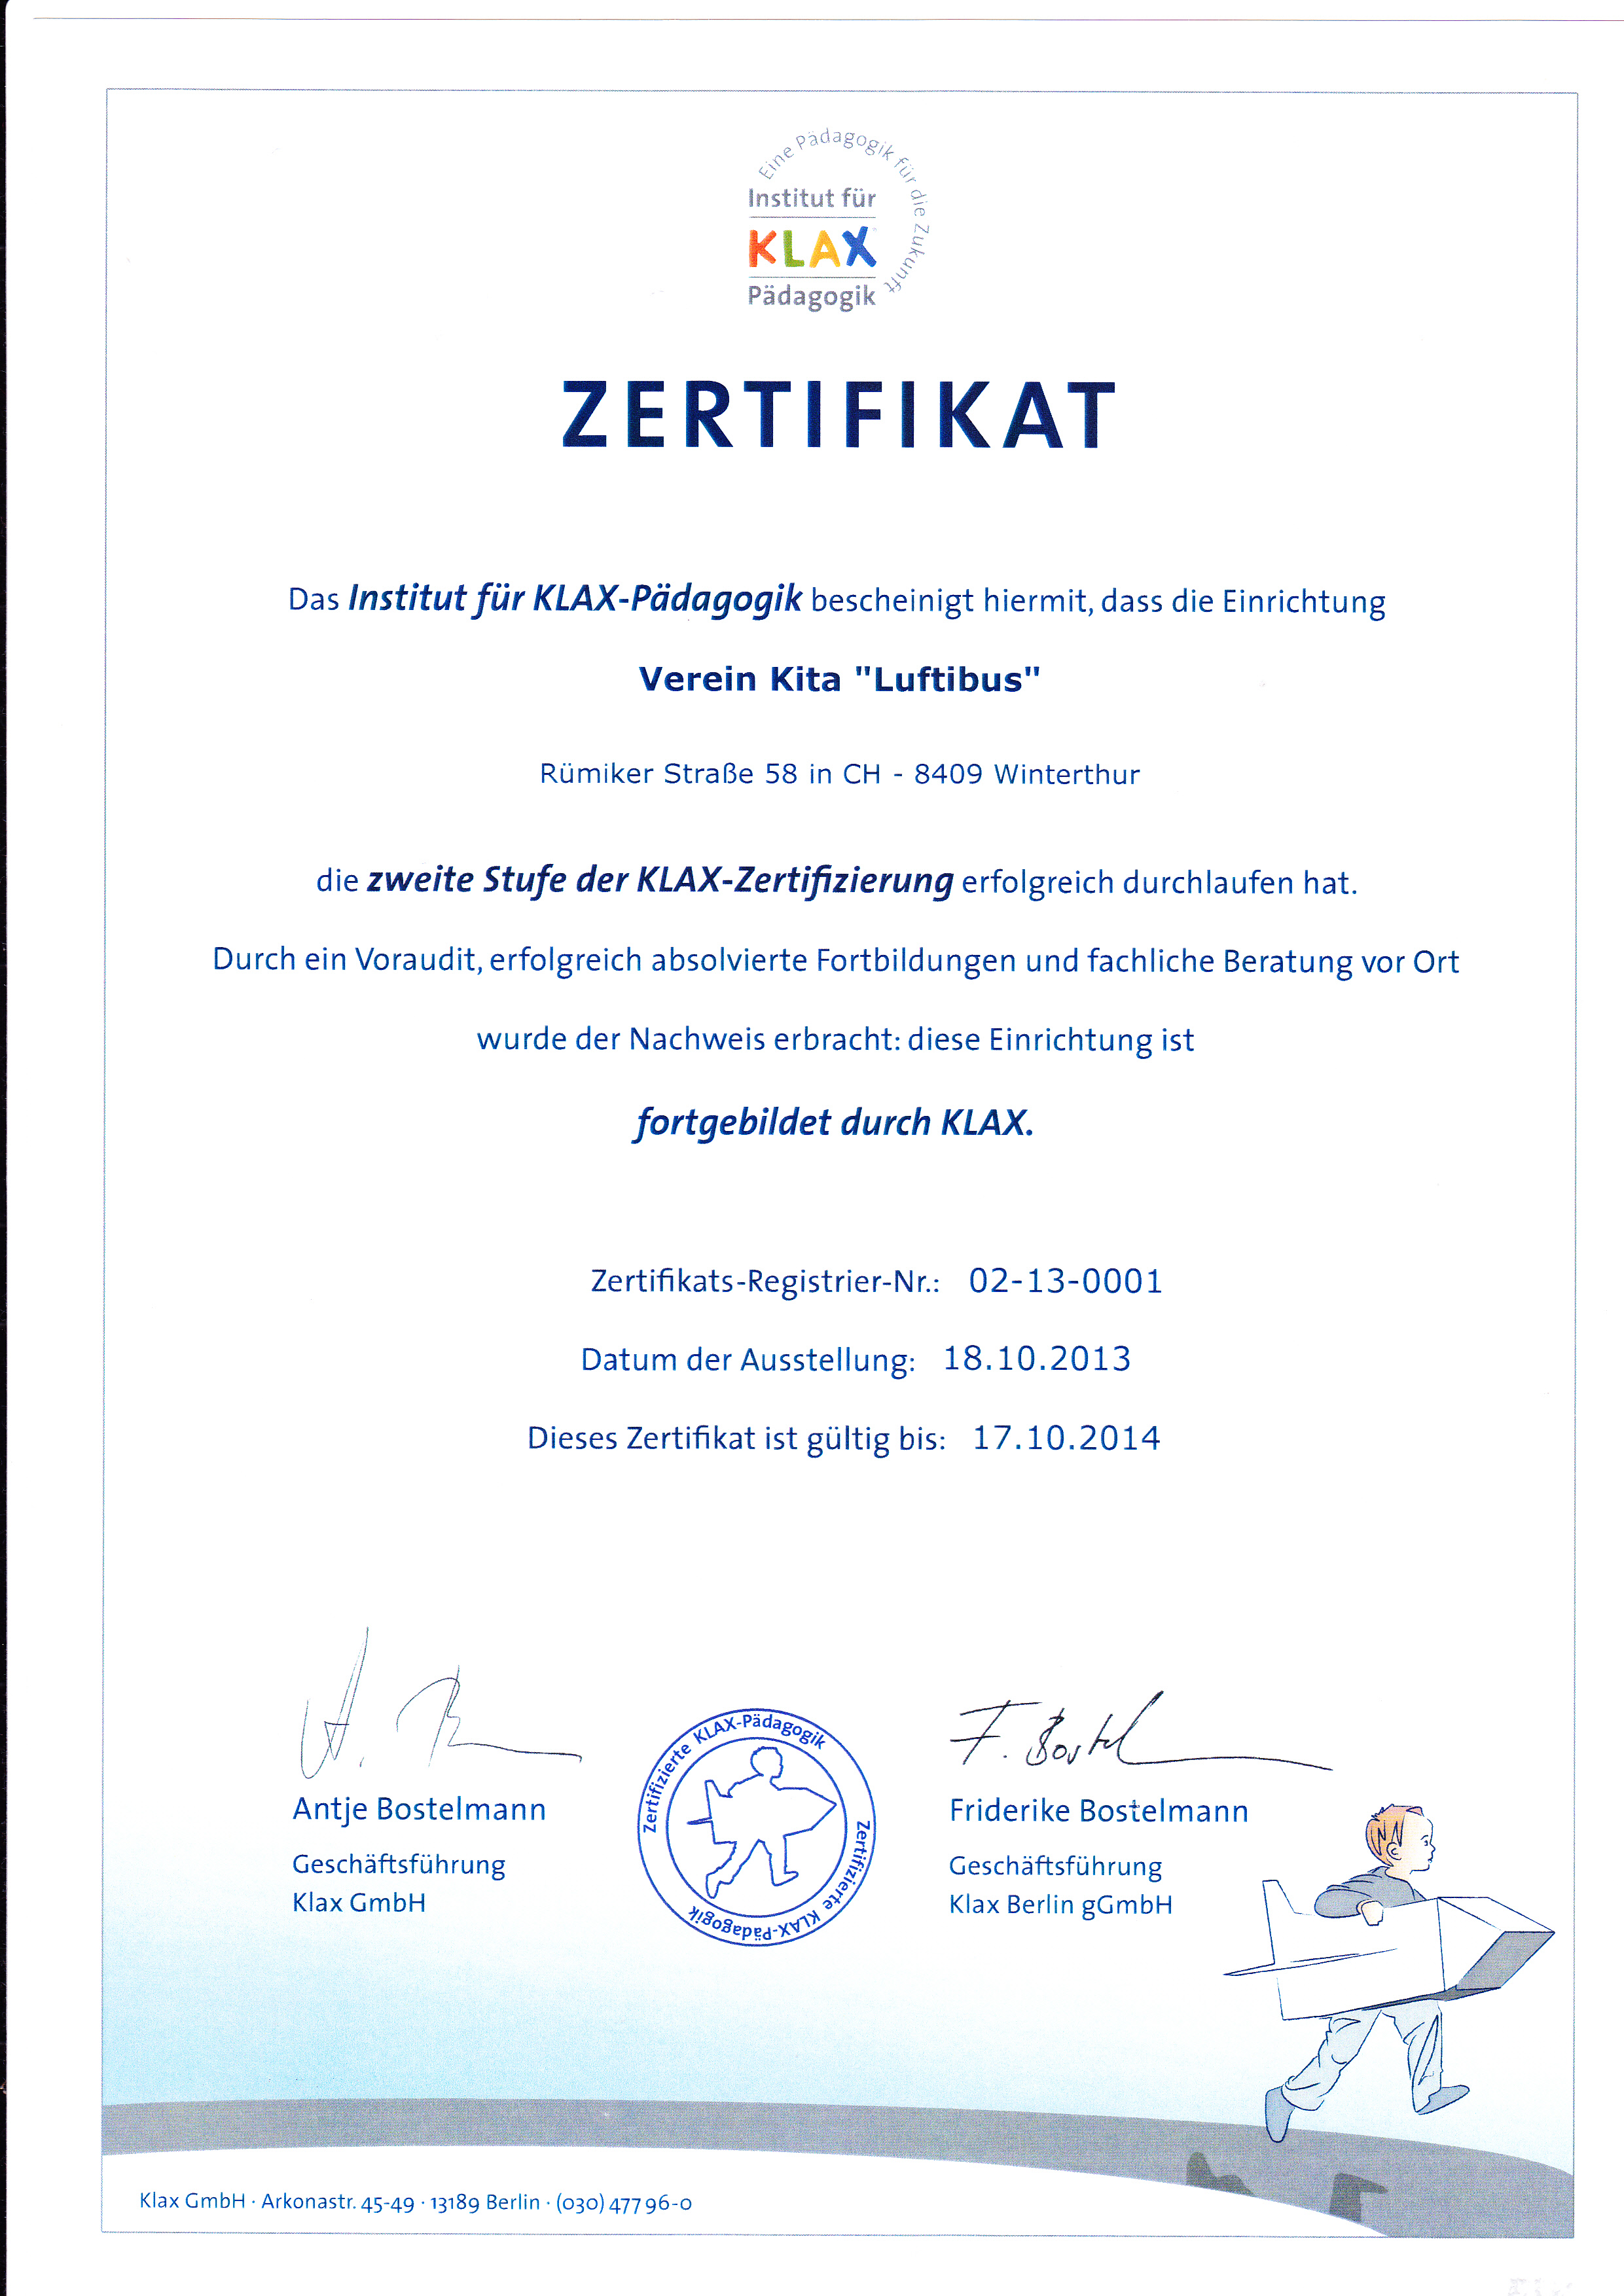 Eine Pädagogik für die Zukunft
Institut für
KLAX
Pädagogik
ZERTIFIKAT
Das Institut für KLAX-Pädagogik bescheinigt hiermit, dass die Einrichtung
Verein Kita "Luftibus"
Rümiker Straße 58 in CH - 8409 Winterthur
die zweite Stufe der KLAX-Zertifizierung erfolgreich durchlaufen hat.
Durch ein Voraudit, erfolgreich absolvierte Fortbildungen und fachliche Beratung vor Ort
wurde der Nachweis erbracht: diese Einrichtung ist
fortgebildet durch KLAX.
Zertifikats-Registrier-Nr.: 02-13-0001
Datum der Ausstellung: 18.10.2013
Dieses Zertifikat ist gültig bis: 17.10.2014
A. B
F. Bostel
Zertifizierte KLAX-Pädagogik
Zertifizierte KLAX-Pädagogik
Antje Bostelmann
Geschäftsführung
Klax GmbH
Friderike Bostelmann
Geschäftsführung
Klax Berlin gGmbH
Klax GmbH · Arkonastr. 45-49 · 13189 Berlin · (030) 477 96-0